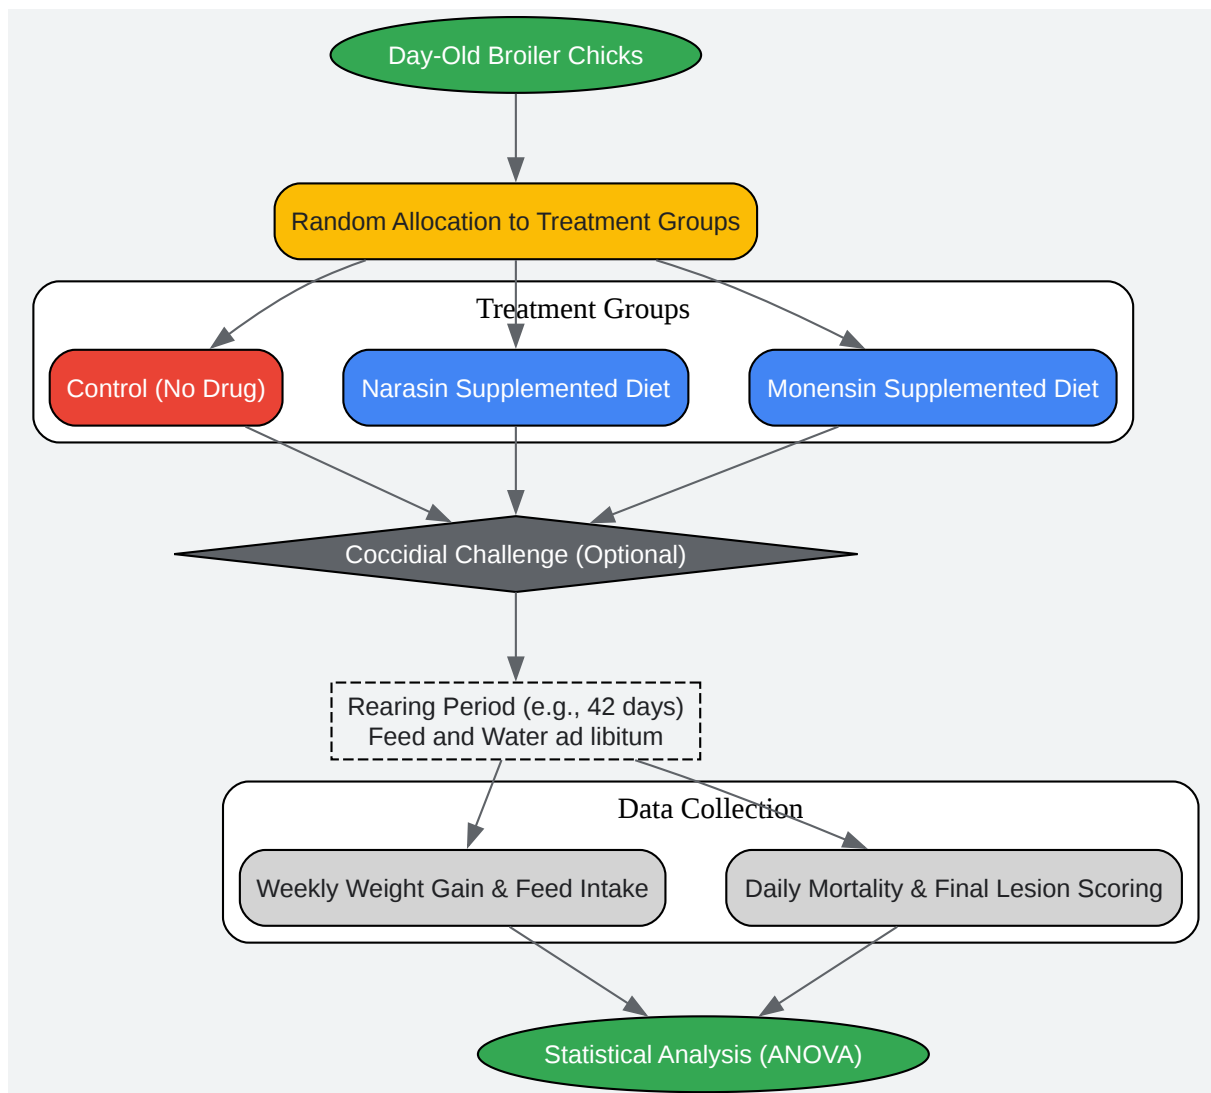 Day-Old Broiler Chicks
Random Allocation to Treatment Groups
Treatment Groups
Control (No Drug)
Narasin Supplemented Diet
Monensin Supplemented Diet
Coccidial Challenge (Optional)
Rearing Period (e.g., 42 days)
Feed and Water ad libitum
Data Collection
Weekly Weight Gain & Feed Intake
Daily Mortality & Final Lesion Scoring
Statistical Analysis (ANOVA)